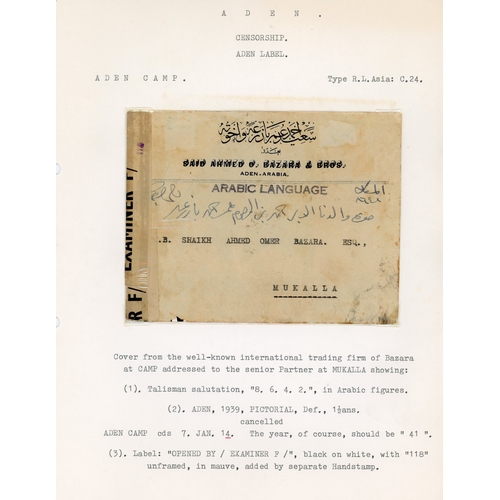 A D E N .
CENSORSHIP.
ADEN LABEL.
ADEN CAMP. Type R.L.Asia: C.24.
عدن
SAID AHMED O. BAZARA & BROS.
ADEN-ARABIA.
ARABIC LANGUAGE
المكلا
R F/ EXAMINER F/
.B. SHAIKH AHMED OMER BAZARA. ESQ.,
MUKALLA
Cover from the well-known international trading firm of Bazara
at CAMP addressed to the senior Partner at MUKALLA showing:
(1). Talisman salutation, "8. 6. 4. 2.", in Arabic figures.
(2). ADEN, 1939, PICTORIAL, Def., 1½ans.
cancelled
ADEN CAMP cds 7. JAN. 14. The year, of course, should be " 41 ".
(3). Label: "OPENED BY / EXAMINER F /", black on white, with "118"
unframed, in mauve, added by separate Handstamp.